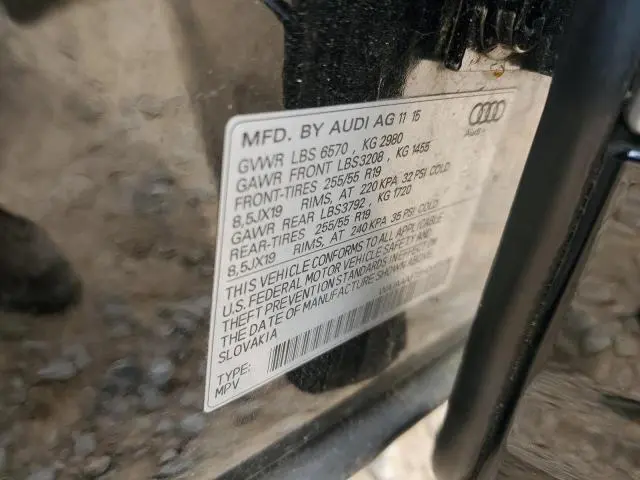 MFD. BY AUDI AG 11 15
GVWR LBS 6570 , KG 2980
GAWR FRONT LBS3208 , KG 1455
FRONT-TIRES 255/55 R19
8,5JX19 RIMS, AT 220 KPA 32 PSI COLD
GAWR REAR LBS3792 , KG 1720
REAR-TIRES 255/55 R19
8,5JX19 RIMS, AT 240 KPA 35 PSI COLD
THIS VEHICLE CONFORMS TO ALL APPLICABLE
U.S. FEDERAL MOTOR VEHICLE SAFETY AND
THEFT PREVENTION STANDARDS IN EFFECT ON
THE DATE OF MANUFACTURE SHOWN ABOVE.
SLOVAKIA
TYPE:
MPV
Audi